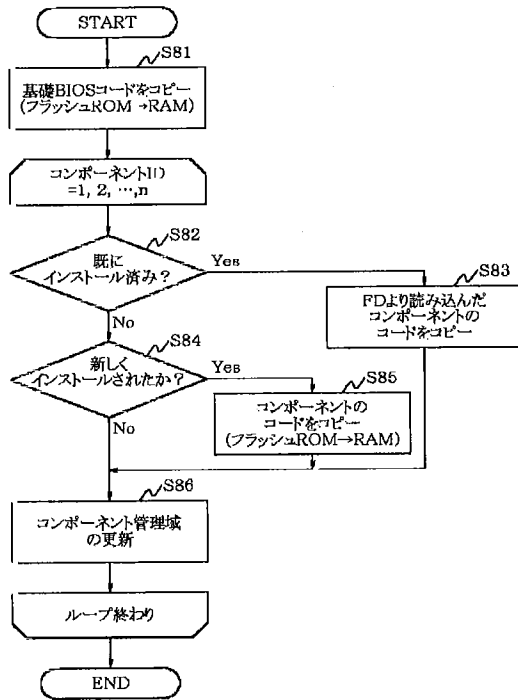 START
S81
基礎BIOSコードをコピー
(フラッシュROM→RAM)
コンポーネントID
=1, 2, …,n
S82
既に
インストール済み?
Yes
S83
FDより読み込んだ
コンポーネントの
コードをコピー
No
S84
新しく
インストールされたか?
Yes
S85
コンポーネントの
コードをコピー
(フラッシュROM→RAM)
No
S86
コンポーネント管理域
の更新
ループ終わり
END